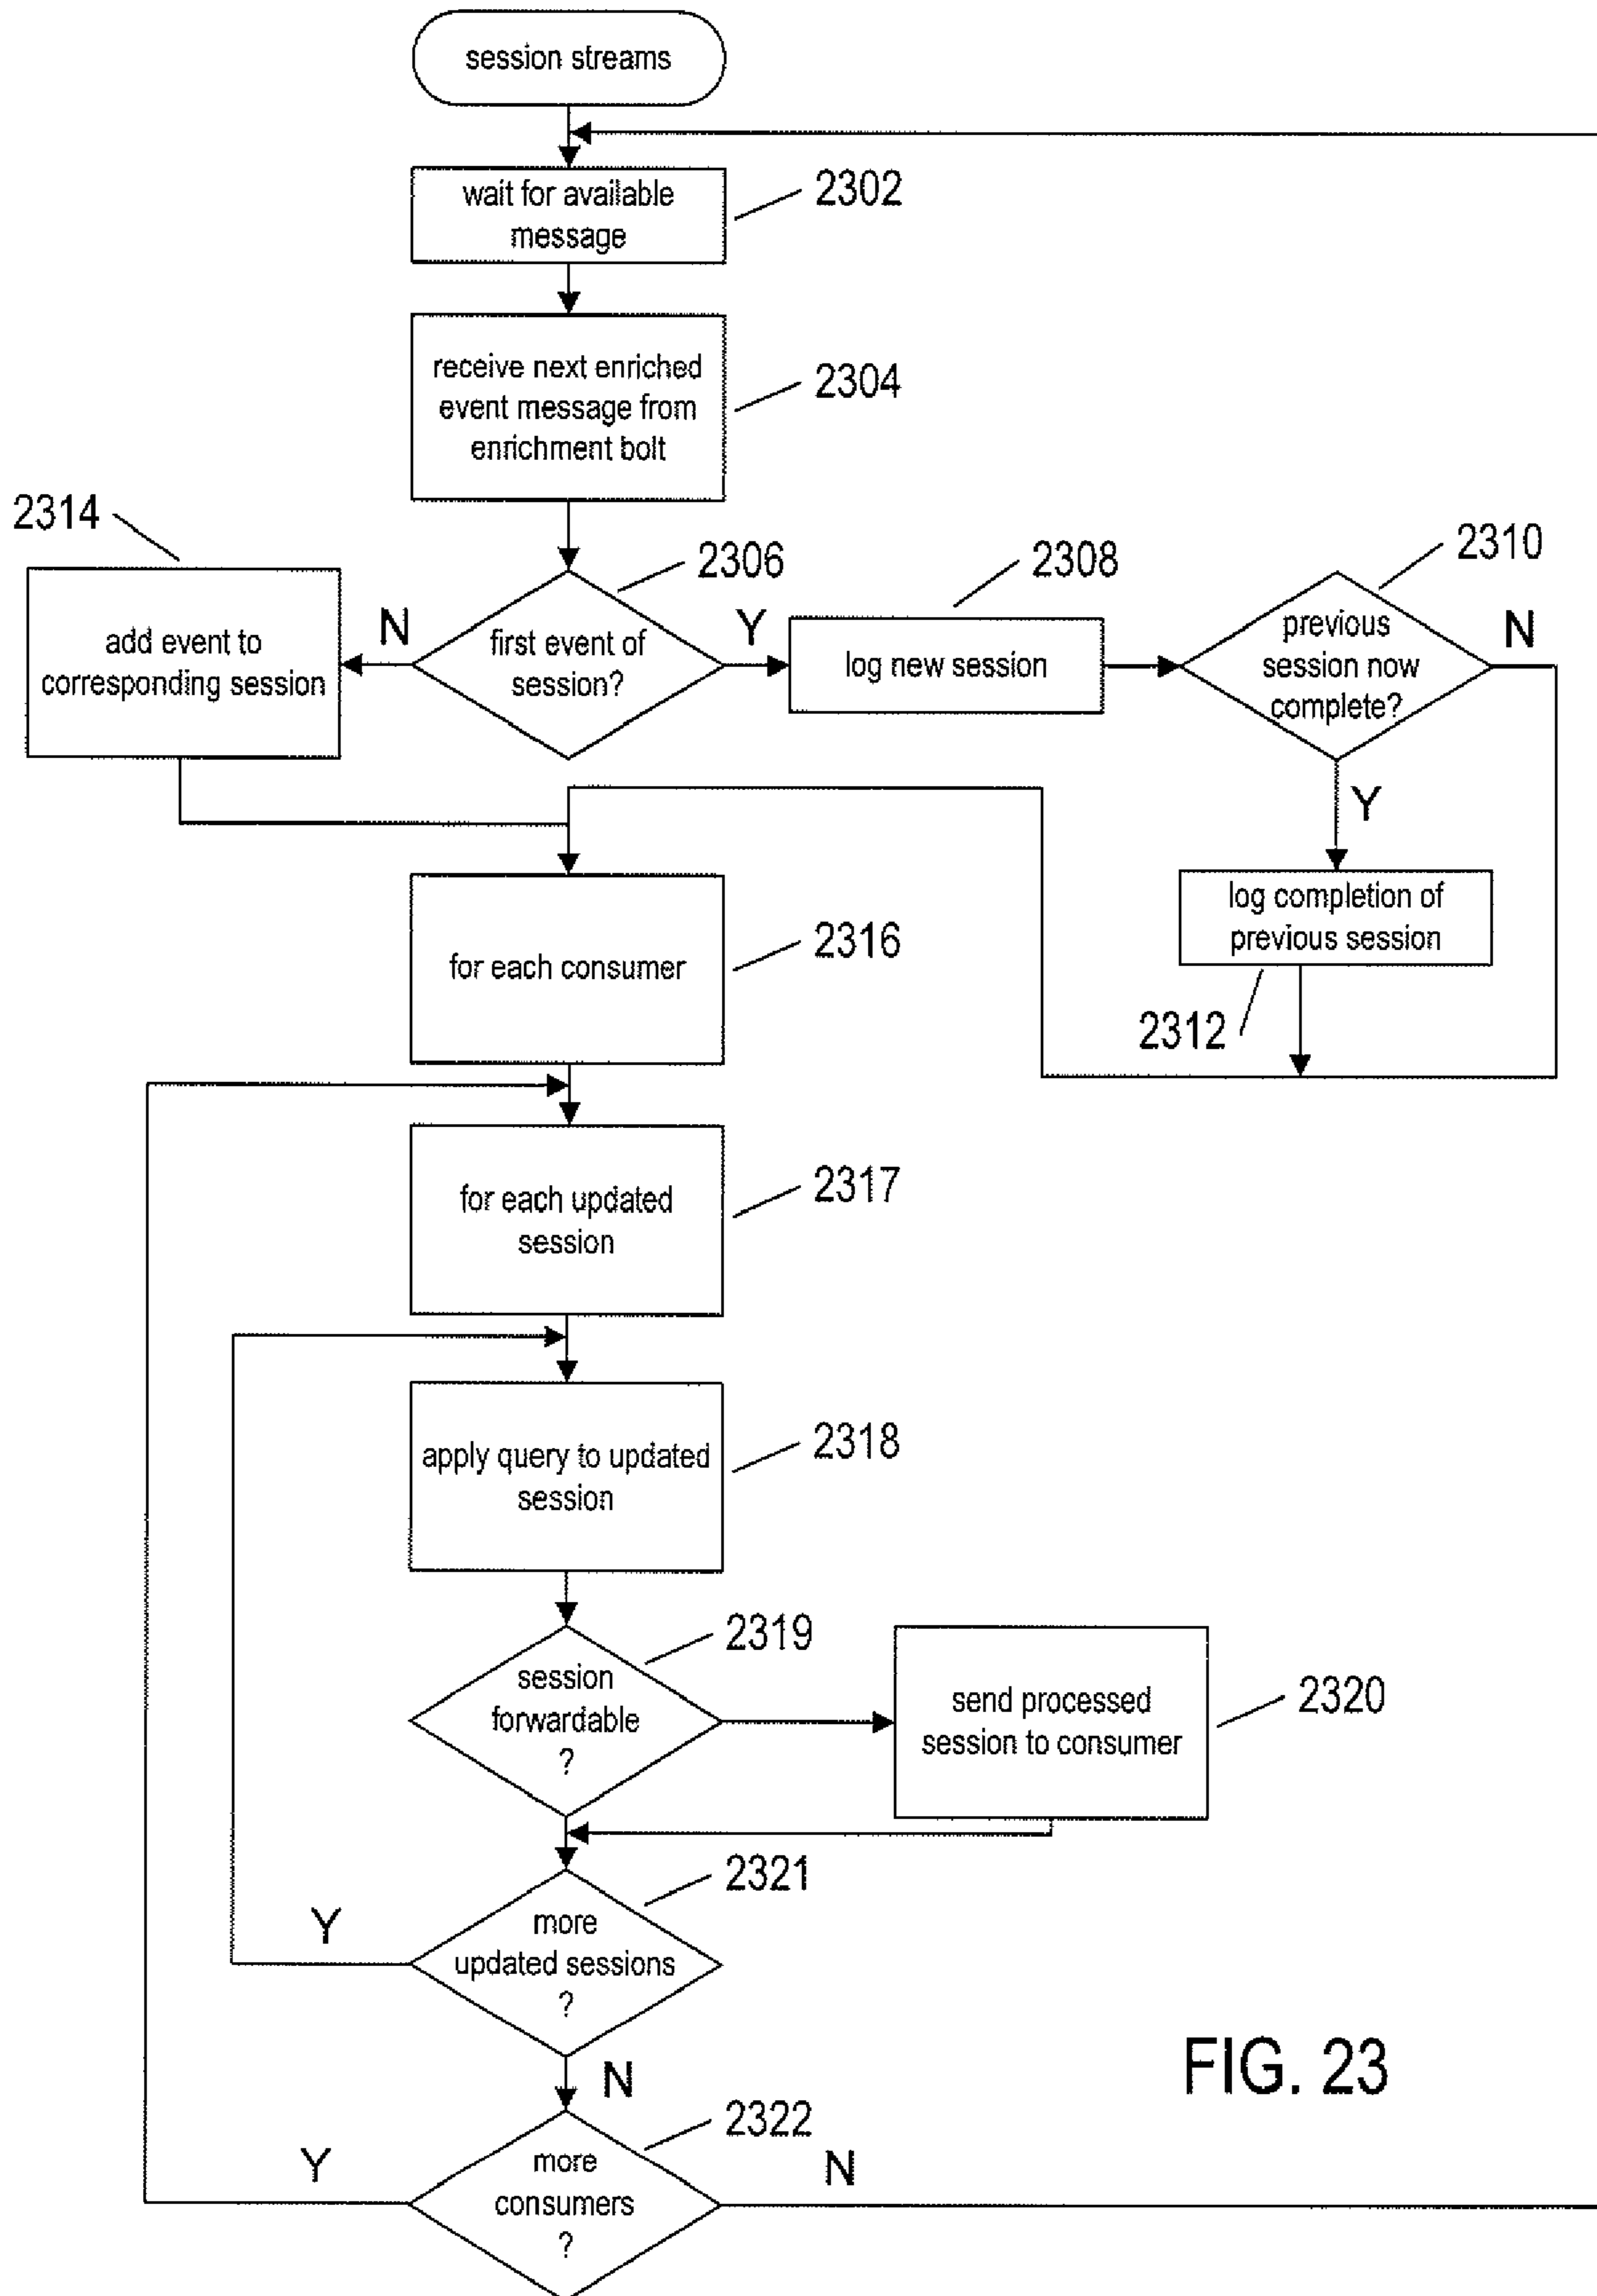 session streams
wait for available
message
2302
receive next enriched
event message from
enrichment bolt
2304
2314
add event to
corresponding session
N
first event of
session?
2306
Y
log new session
2308
previous
session now
complete?
2310
N
Y
log completion of
previous session
2312
for each consumer
2316
for each updated
session
2317
apply query to updated
session
2318
session
forwardable
?
2319
send processed
session to consumer
2320
more
updated sessions
?
2321
Y
N
more
consumers
?
2322
Y
N
FIG. 23